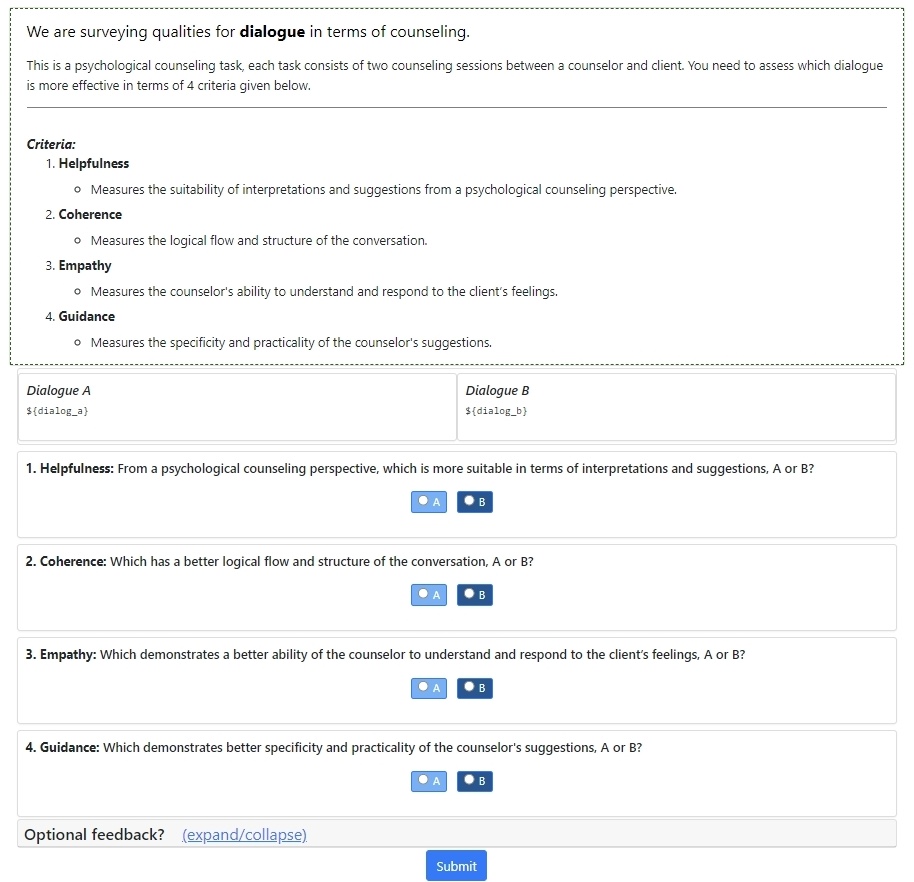 We are surveying qualities for dialogue in terms of counseling.
This is a psychological counseling task, each task consists of two counseling sessions between a counselor and client. You need to assess which dialogue
is more effective in terms of 4 criteria given below.
Criteria:
1. Helpfulness
Measures the suitability of interpretations and suggestions from a psychological counseling perspective.
2. Coherence
Measures the logical flow and structure of the conversation.
3. Empathy
Measures the counselor's ability to understand and respond to the client's feelings.
4. Guidance
Measures the specificity and practicality of the counselor's suggestions.
Dialogue A
${dialog_a}
Dialogue B
${dialog_b}
1. Helpfulness: From a psychological counseling perspective, which is more suitable in terms of interpretations and suggestions, A or B?
A B
2. Coherence: Which has a better logical flow and structure of the conversation, A or B?
A B
3. Empathy: Which demonstrates a better ability of the counselor to understand and respond to the client's feelings, A or B?
A B
4. Guidance: Which demonstrates better specificity and practicality of the counselor's suggestions, A or B?
A B
Optional feedback? (expand/collapse)
Submit